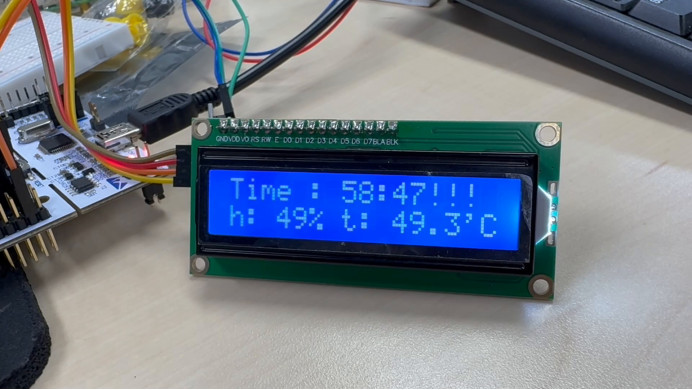 GND VDD VO RS RW E D0 D1 D2 D3 D4 D5 D6 D7 BLA BLK
Time : 58:47!!!
h: 49% t: 49.3'C